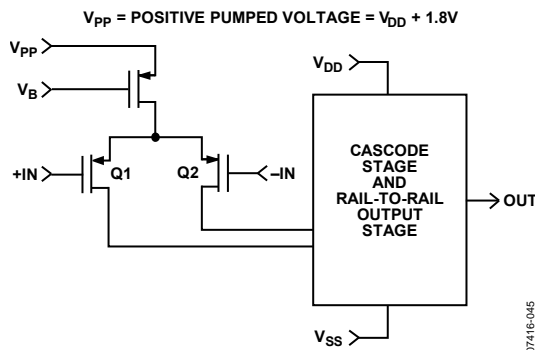 VPP = POSITIVE PUMPED VOLTAGE = VDD + 1.8V
VPP
VB
VDD
+IN
Q1
Q2
–IN
CASCODE
STAGE
AND
RAIL-TO-RAIL
OUTPUT
STAGE
OUT
VSS
07416-045